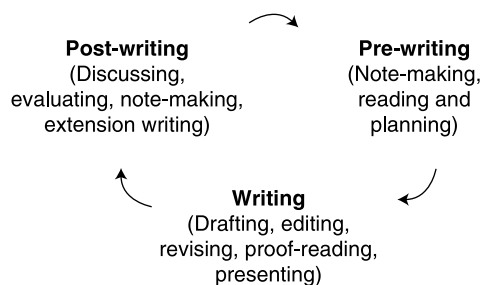 Post-writing
(Discussing,
evaluating, note-making,
extension writing)
Pre-writing
(Note-making,
reading and
planning)
Writing
(Drafting, editing,
revising, proof-reading,
presenting)